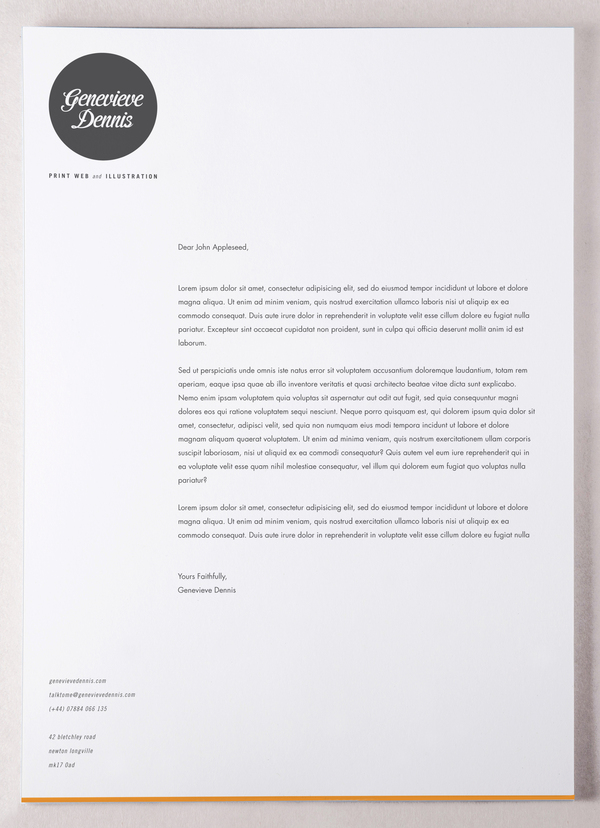 Genevieve
Dennis
PRINT WEB and ILLUSTRATION
Dear John Appleseed,
Lorem ipsum dolor sit amet, consectetur adipisicing elit, sed do eiusmod tempor incididunt ut labore et dolore
magna aliqua. Ut enim ad minim veniam, quis nostrud exercitation ullamco laboris nisi ut aliquip ex ea
commodo consequat. Duis aute irure dolor in reprehenderit in voluptate velit esse cillum dolore eu fugiat nulla
pariatur. Excepteur sint occaecat cupidatat non proident, sunt in culpa qui officia deserunt mollit anim id est
laborum.
Sed ut perspiciatis unde omnis iste natus error sit voluptatem accusantium doloremque laudantium, totam rem
aperiam, eaque ipsa quae ab illo inventore veritatis et quasi architecto beatae vitae dicta sunt explicabo.
Nemo enim ipsam voluptatem quia voluptas sit aspernatur aut odit aut fugit, sed quia consequuntur magni
dolores eos qui ratione voluptatem sequi nesciunt. Neque porro quisquam est, qui dolorem ipsum quia dolor sit
amet, consectetur, adipisci velit, sed quia non numquam eius modi tempora incidunt ut labore et dolore
magnam aliquam quaerat voluptatem. Ut enim ad minima veniam, quis nostrum exercitationem ullam corporis
suscipit laboriosam, nisi ut aliquid ex ea commodi consequatur? Quis autem vel eum iure reprehenderit qui in
ea voluptate velit esse quam nihil molestiae consequatur, vel illum qui dolorem eum fugiat quo voluptas nulla
pariatur?
Lorem ipsum dolor sit amet, consectetur adipisicing elit, sed do eiusmod tempor incididunt ut labore et dolore
magna aliqua. Ut enim ad minim veniam, quis nostrud exercitation ullamco laboris nisi ut aliquip ex ea
commodo consequat. Duis aute irure dolor in reprehenderit in voluptate velit esse cillum dolore eu fugiat nulla
Yours Faithfully,
Genevieve Dennis
genevievedennis.com
talktome@genevievedennis.com
(+44) 07884 066 135
42 bletchley road
newton longville
mk17 0ad